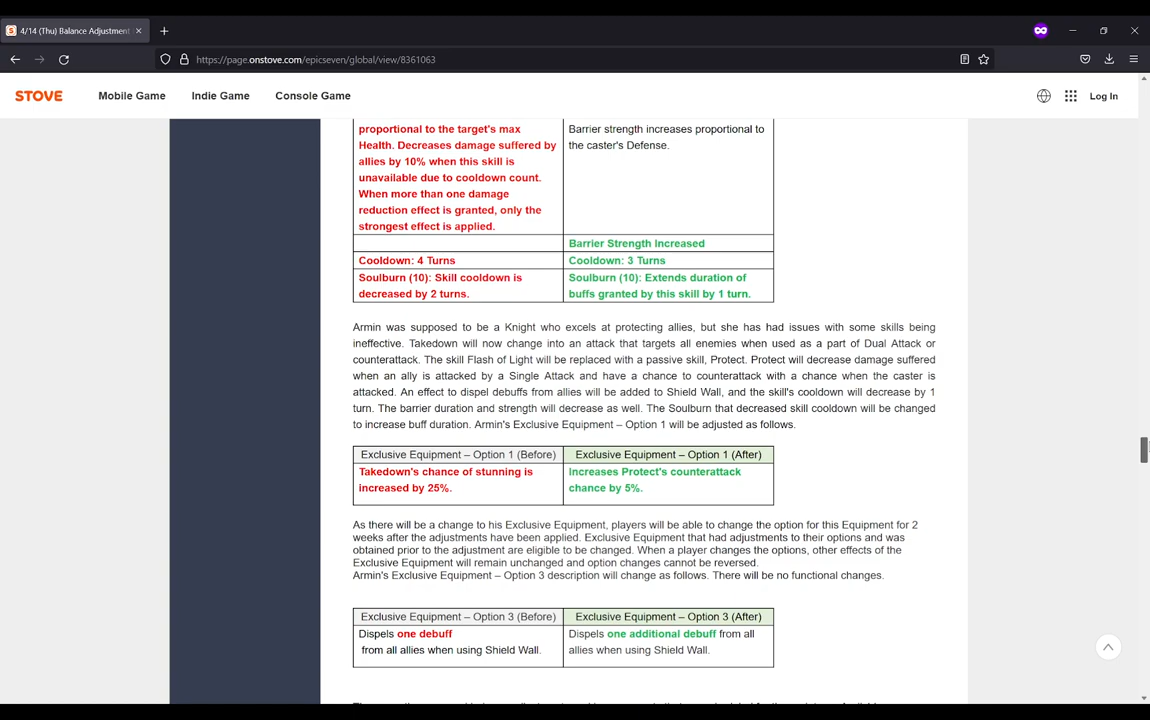 4/14 (Thu) Balance Adjustment
https://page.onstove.com/epicseven/global/view/8361063
STOVE
Mobile Game
Indie Game
Console Game
Log In
proportional to the target's max
Health. Decreases damage suffered by
allies by 10% when this skill is
unavailable due to cooldown count.
When more than one damage
reduction effect is granted, only the
strongest effect is applied.
Barrier strength increases proportional to
the caster's Defense.
Barrier Strength Increased
Cooldown: 4 Turns
Cooldown: 3 Turns
Soulburn (10): Skill cooldown is
decreased by 2 turns.
Soulburn (10): Extends duration of
buffs granted by this skill by 1 turn.
Armin was supposed to be a Knight who excels at protecting allies, but she has had issues with some skills being
ineffective. Takedown will now change into an attack that targets all enemies when used as a part of Dual Attack or
counterattack. The skill Flash of Light will be replaced with a passive skill, Protect. Protect will decrease damage suffered
when an ally is attacked by a Single Attack and have a chance to counterattack with a chance when the caster is
attacked. An effect to dispel debuffs from allies will be added to Shield Wall, and the skill's cooldown will decrease by 1
turn. The barrier duration and strength will decrease as well. The Soulburn that decreased skill cooldown will be changed
to increase buff duration. Armin's Exclusive Equipment – Option 1 will be adjusted as follows.
Exclusive Equipment – Option 1 (Before)
Exclusive Equipment – Option 1 (After)
Takedown's chance of stunning is
increased by 25%.
Increases Protect's counterattack
chance by 5%.
As there will be a change to his Exclusive Equipment, players will be able to change the option for this Equipment for 2
weeks after the adjustments have been applied. Exclusive Equipment that had adjustments to their options and was
obtained prior to the adjustment are eligible to be changed. When a player changes the options, other effects of the
Exclusive Equipment will remain unchanged and option changes cannot be reversed.
Armin's Exclusive Equipment – Option 3 description will change as follows. There will be no functional changes.
Exclusive Equipment – Option 3 (Before)
Exclusive Equipment – Option 3 (After)
Dispels one debuff
from all allies when using Shield Wall.
Dispels one additional debuff from all
allies when using Shield Wall.